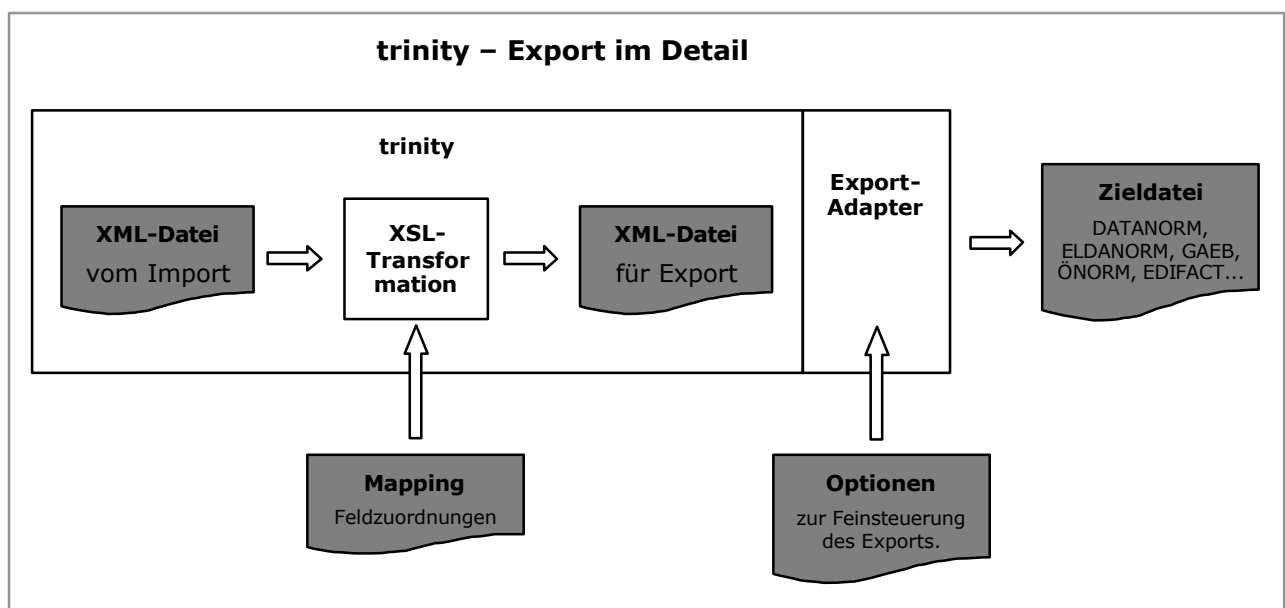 trinity – Export im Detail
trinity
XML-Datei
vom Import
XSL-
Transfor
mation
XML-Datei
für Export
Export-
Adapter
Zieldatei
DATANORM,
ELDANORM, GAEB,
ÖNORM, EDIFACT...
Mapping
Feldzuordnungen
Optionen
zur Feinsteuerung
des Exports.